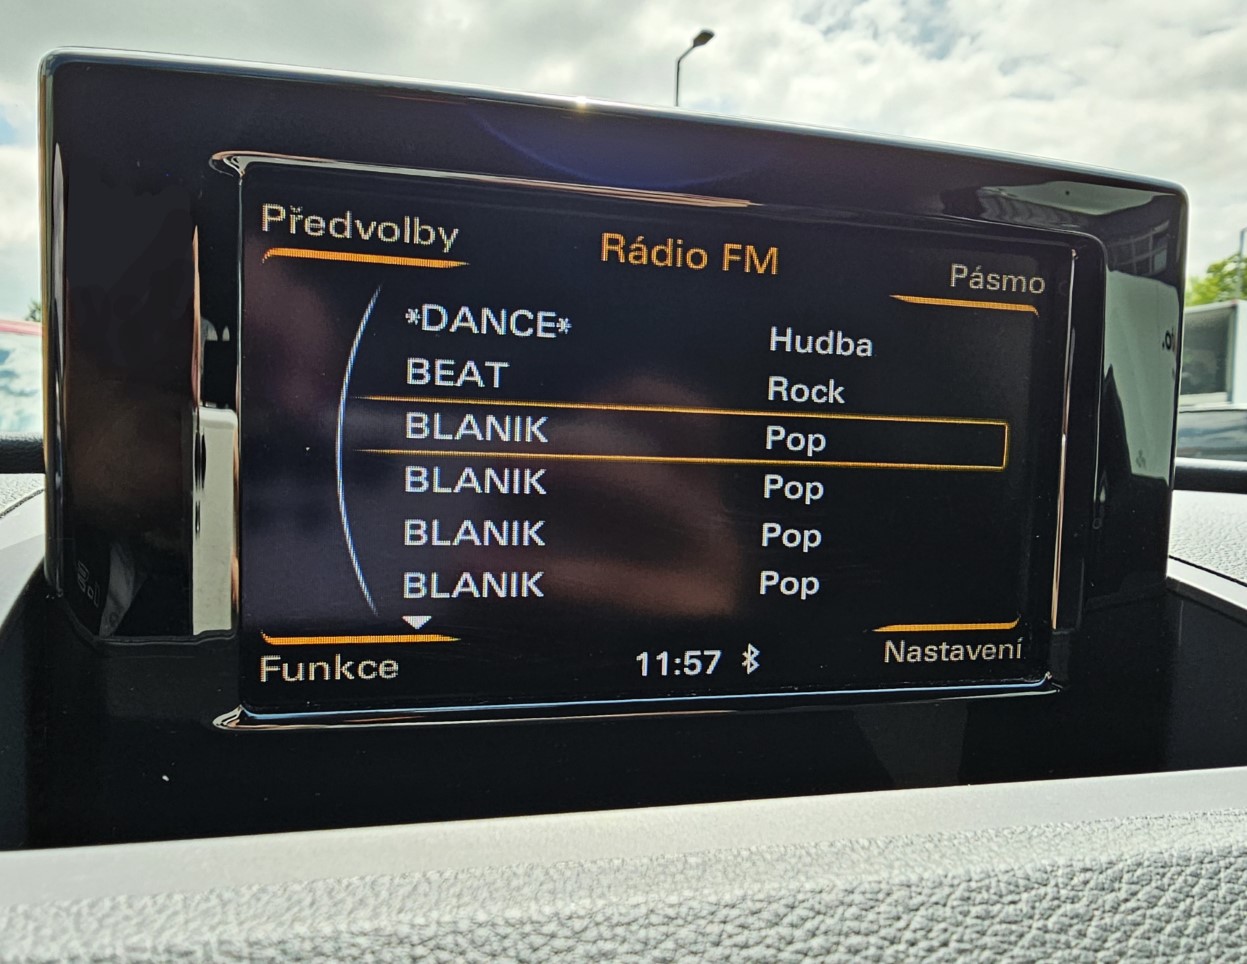 Předvolby
Rádio FM
Pásmo
*DANCE* Hudba
BEAT Rock
BLANIK Pop
BLANIK Pop
BLANIK Pop
BLANIK Pop
Funkce
11:57
Nastavení